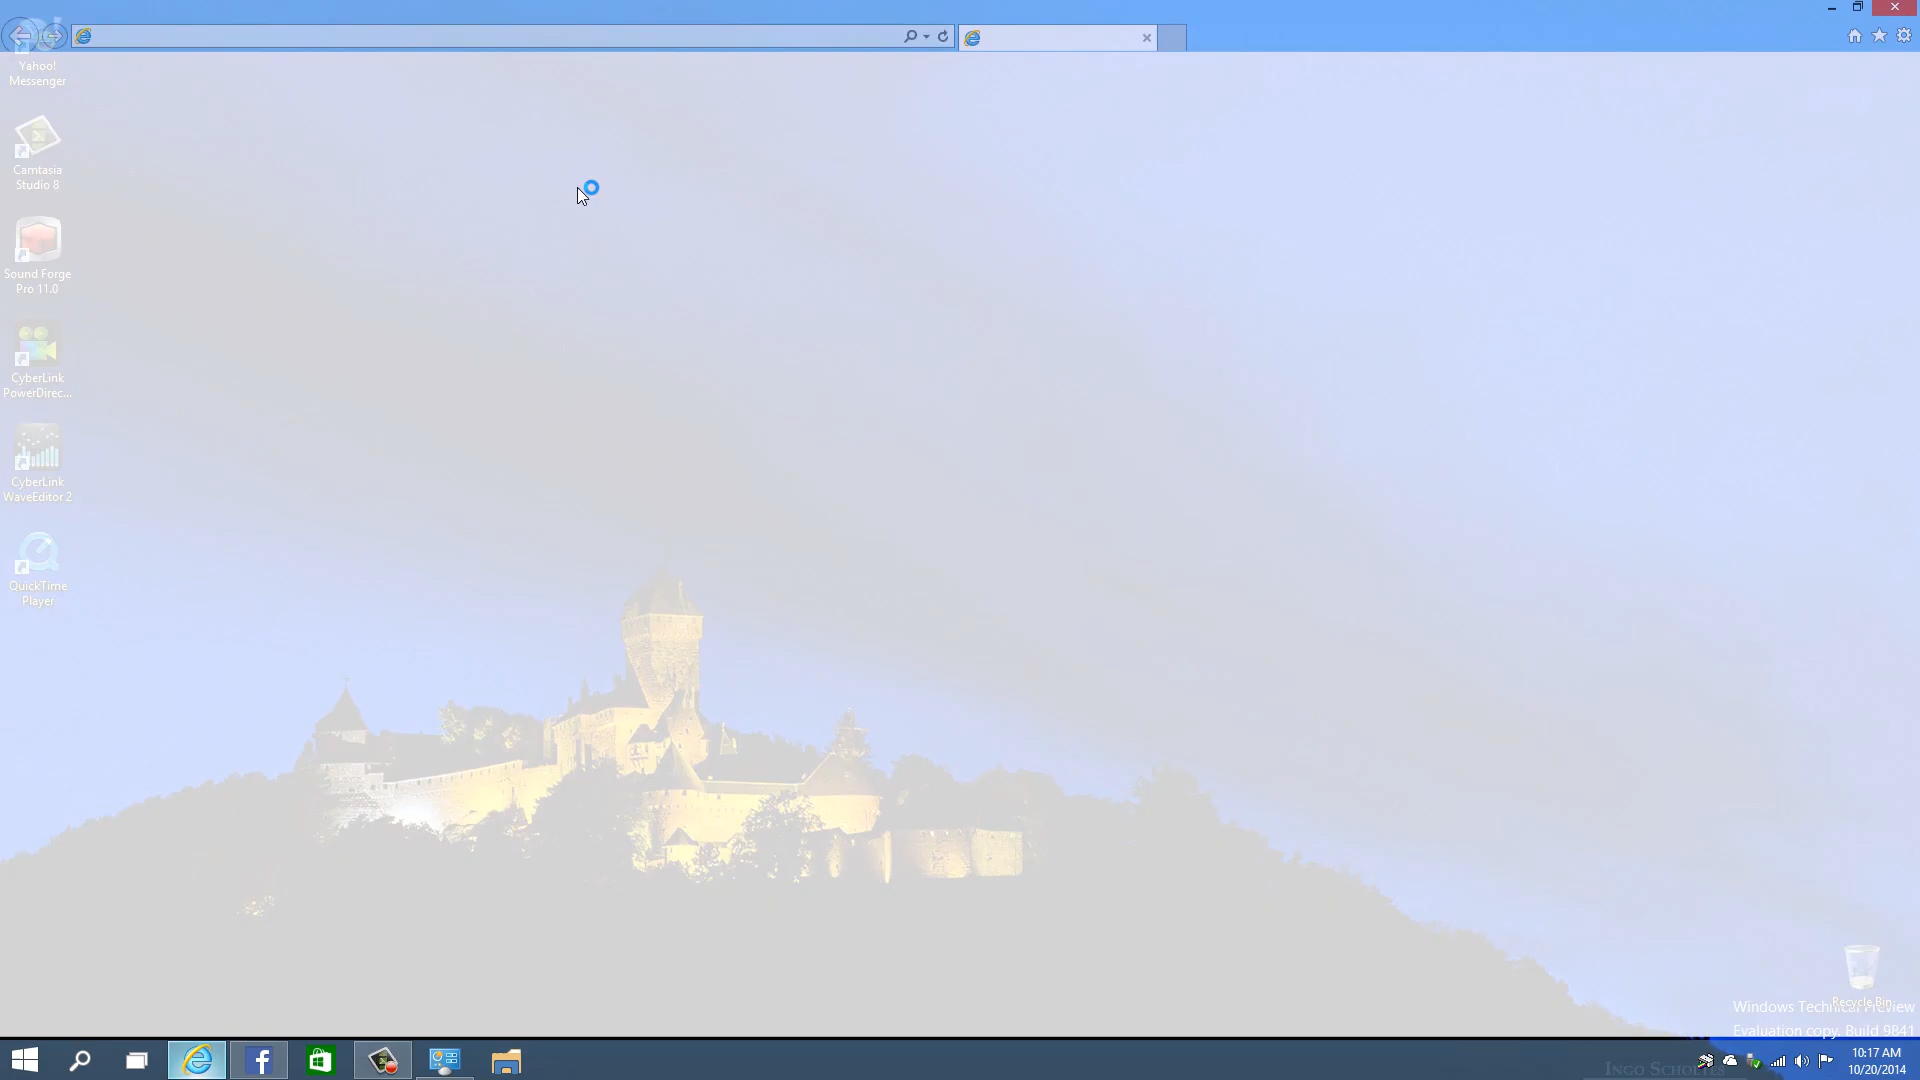 Yahoo!
Messenger
Camtasia
Studio 8
Sound Forge
Pro 11.0
CyberLink
PowerDirec...
CyberLink
WaveEditor 2
QuickTime
Player
Recycle Bin
Windows Technical Preview
Evaluation copy. Build 9841
Ingo Scholtes
10:17 AM
10/20/2014